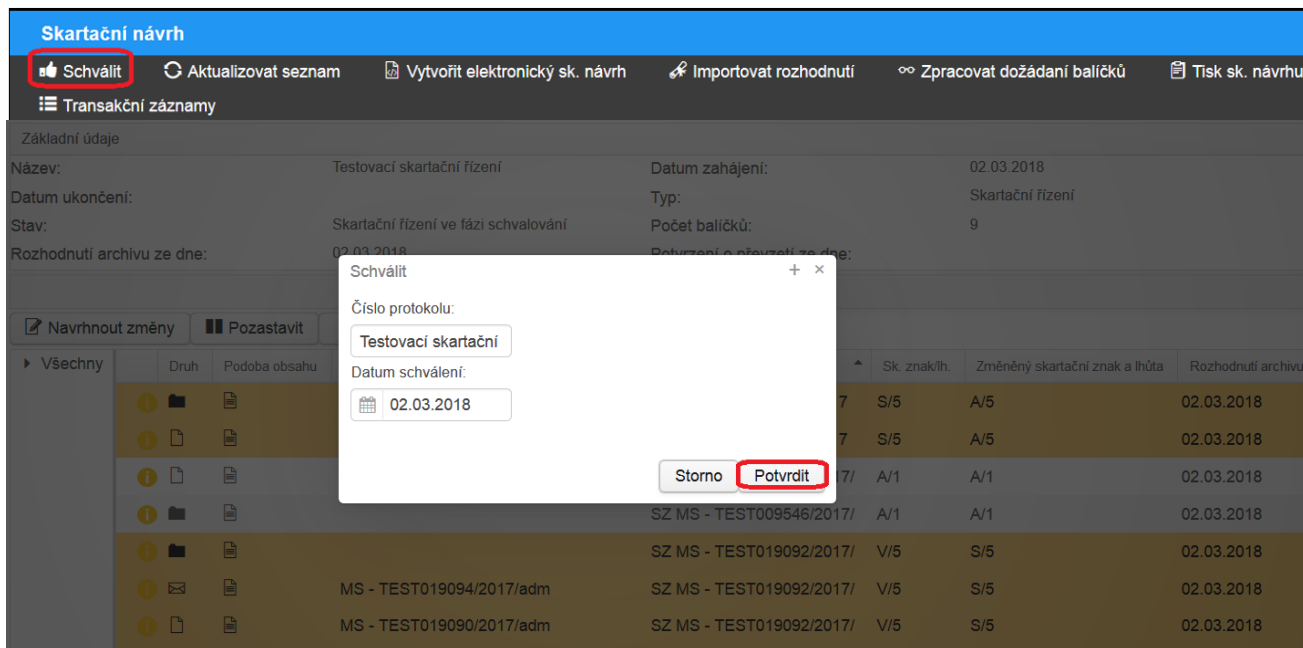 Skartační návrh
Schválit Aktualizovat seznam Vytvořit elektronický sk. návrh Importovat rozhodnutí Zpracovat dožádaní balíčků Tisk sk. návrhu
Transakční záznamy
Základní údaje
Název: Testovací skartační řízení Datum zahájení: 02.03.2018
Datum ukončení: Typ: Skartační řízení
Stav: Skartační řízení ve fázi schvalování Počet balíčků: 9
Rozhodnutí archivu ze dne: 02.03.2018 Potvrzení o převzetí ze dne:
Schválit
Číslo protokolu:
Testovací skartační
Datum schválení:
02.03.2018
Storno Potvrdit
Navrhnout změny Pozastavit
Všechny Druh Podoba obsahu Sk. znak/lh. Změněný skartační znak a lhůta Rozhodnutí archivu
7 S/5 A/5 02.03.2018
7 S/5 A/5 02.03.2018
17/ A/1 A/1 02.03.2018
SZ MS - TEST009546/2017/ A/1 A/1 02.03.2018
SZ MS - TEST019092/2017/ V/5 S/5 02.03.2018
MS - TEST019094/2017/adm SZ MS - TEST019092/2017/ V/5 S/5 02.03.2018
MS - TEST019090/2017/adm SZ MS - TEST019092/2017/ V/5 S/5 02.03.2018